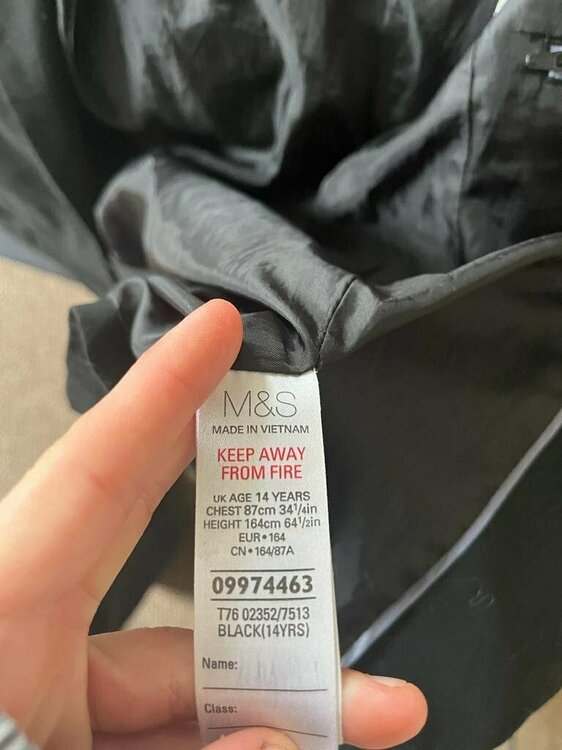 M&S
MADE IN VIETNAM
KEEP AWAY
FROM FIRE
UK AGE 14 YEARS
CHEST 87cm 34¹/4in
HEIGHT 164cm 64¹/2in
EUR•164
CN•164/87A
09974463
T76 02352/7513
BLACK(14YRS)
Name:
Class: